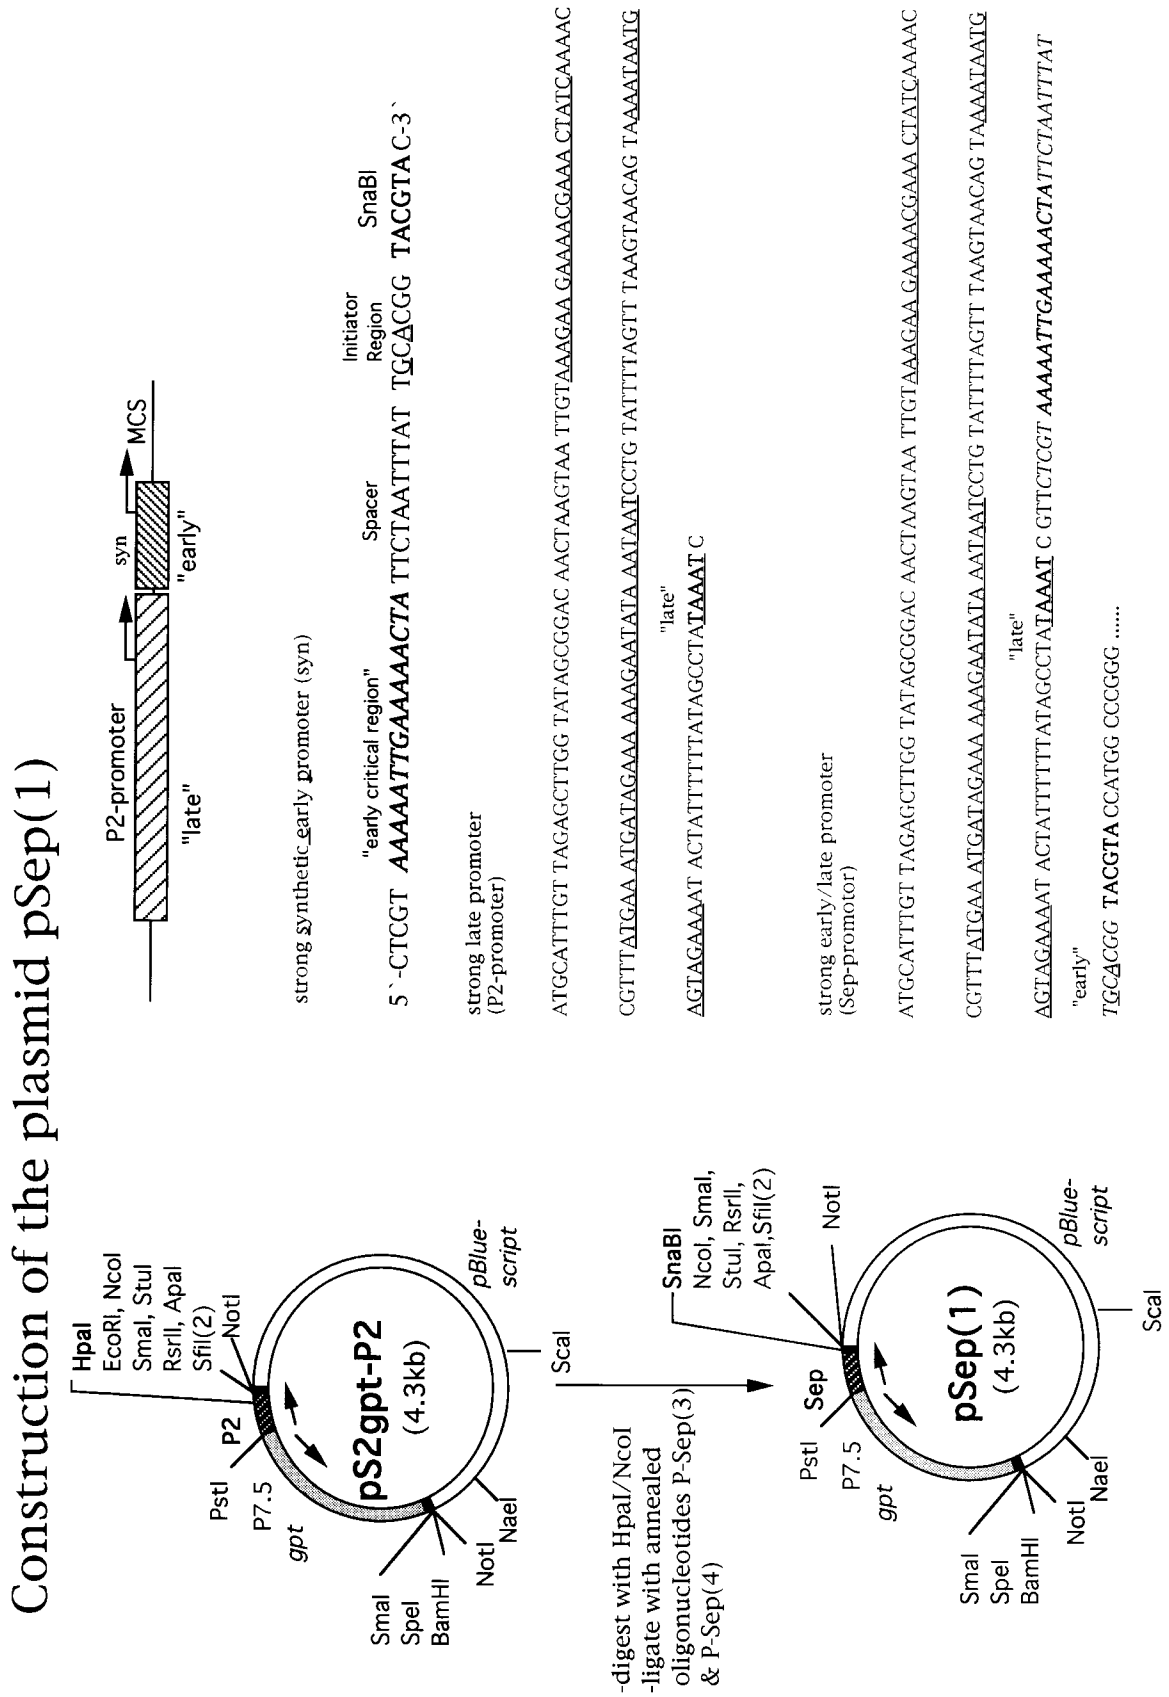 Construction of the plasmid pSep(1)
HpaI
EcoRI, NcoI
SmaI, StuI
RsrII, ApaI
SfiI(2)
NotI
P2
PstI
P7.5
gpt
pS2gpt-P2
(4.3kb)
pBlue-
script
SmaI
SpeI
BamHI
NotI
NaeI
ScaI
-digest with HpaI/NcoI
-ligate with annealed
oligonucleotides P-Sep(3)
& P-Sep(4)
SnaBI
NcoI, SmaI,
StuI, RsrII,
ApaI,SfiI(2)
NotI
Sep
PstI
P7.5
gpt
pSep(1)
(4.3kb)
pBlue-
script
SmaI
SpeI
BamHI
NotI
NaeI
ScaI
P2-promoter
syn
MCS
"late"
"early"
strong synthetic early promoter (syn)
"early critical region"
Spacer
Initiator
Region
SnaBI
5`-CTCGT AAAAATTGAAAAACTA TTCTAATTTAT TGCACGG TACGTA C-3`
strong late promoter
(P2-promoter)
ATGCATTTGT TAGAGCTTGG TATAGCGGAC AACTAAGTAA TTGTAAAGAA GAAAACGAAA CTATCAAAAC
CGTTTATGAA ATGATAGAAA AAAGAATATA AATAATCCTG TATTTTAGTT TAAGTAACAG TAAAATAATG
"late"
AGTAGAAAAT ACTATTTTTTATAGCCTATAAAT C
strong early/late promoter
(Sep-promotor)
ATGCATTTGT TAGAGCTTGG TATAGCGGAC AACTAAGTAA TTGTAAAGAA GAAAACGAAA CTATCAAAAC
CGTTTATGAA ATGATAGAAA AAAGAATATA AATAATCCTG TATTTTAGTT TAAGTAACAG TAAAATAATG
"late"
AGTAGAAAAT ACTATTTTTTATAGCCTATAAAT C GTTCTCGT AAAAATTGAAAAACTATTCTAATTTAT
"early"
TGCACGG TACGTACCATGG CCCGGG ......